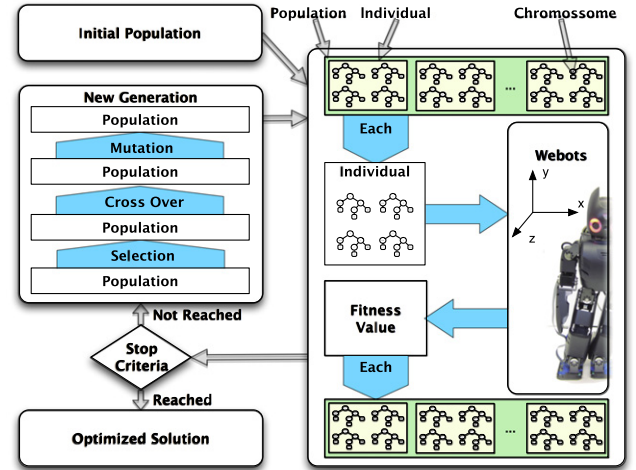 Population Individual Chromossome
Initial Population
...
New Generation
Population
Each
Mutation
Webots
Population
Individual
y
Cross Over
x
Population
z
Selection
Population
Not Reached
Fitness
Value
Stop
Criteria
Each
Reached
...
Optimized Solution